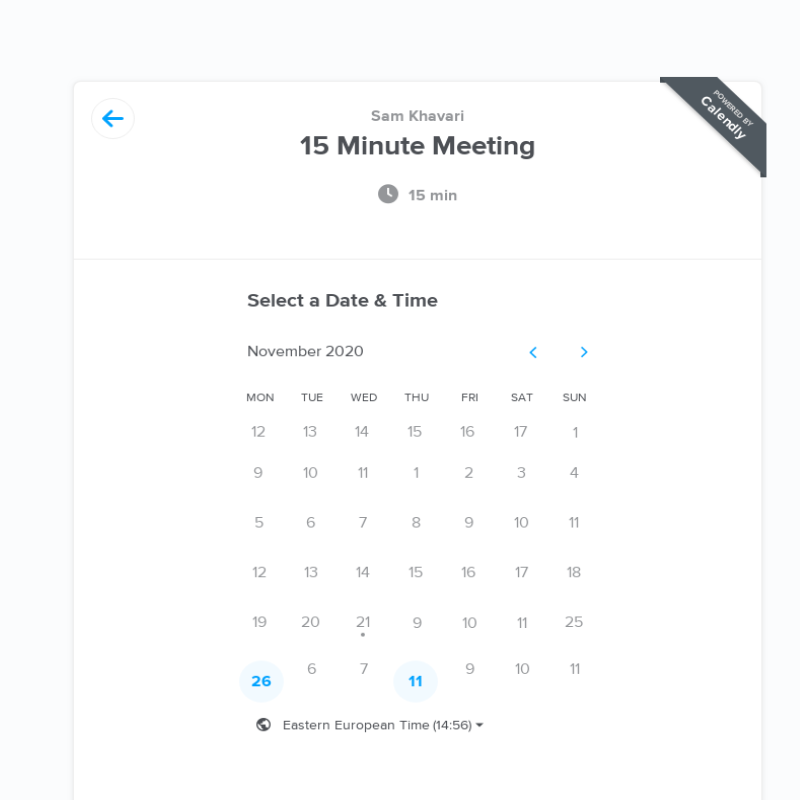 POWERED BY
Calendly
Sam Khavari
15 Minute Meeting
15 min
Select a Date & Time
November 2020
MON TUE WED THU FRI SAT SUN
12 13 14 15 16 17 1
9 10 11 1 2 3 4
5 6 7 8 9 10 11
12 13 14 15 16 17 18
19 20 21 9 10 11 25
26 6 7 11 9 10 11
Eastern European Time (14:56)